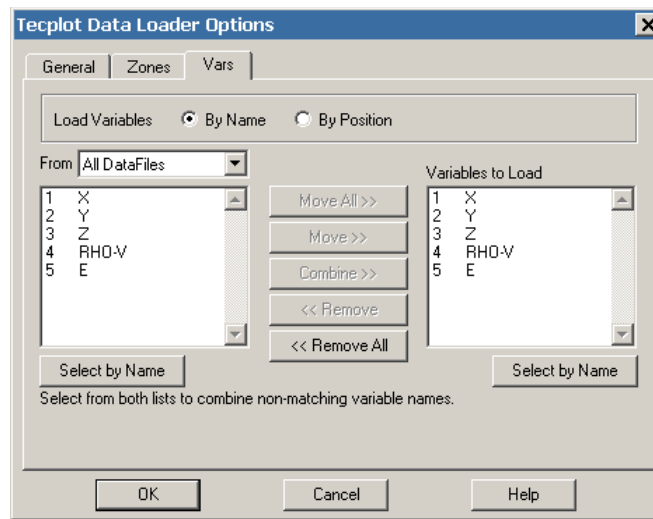 Tecplot Data Loader Options
General Zones Vars
Load Variables By Name By Position
From All DataFiles
Variables to Load
1 X
2 Y
3 Z
4 RHO-V
5 E
Move All >>
Move >>
Combine >>
<< Remove
<< Remove All
1 X
2 Y
3 Z
4 RHO-V
5 E
Select by Name
Select by Name
Select from both lists to combine non-matching variable names.
OK Cancel Help